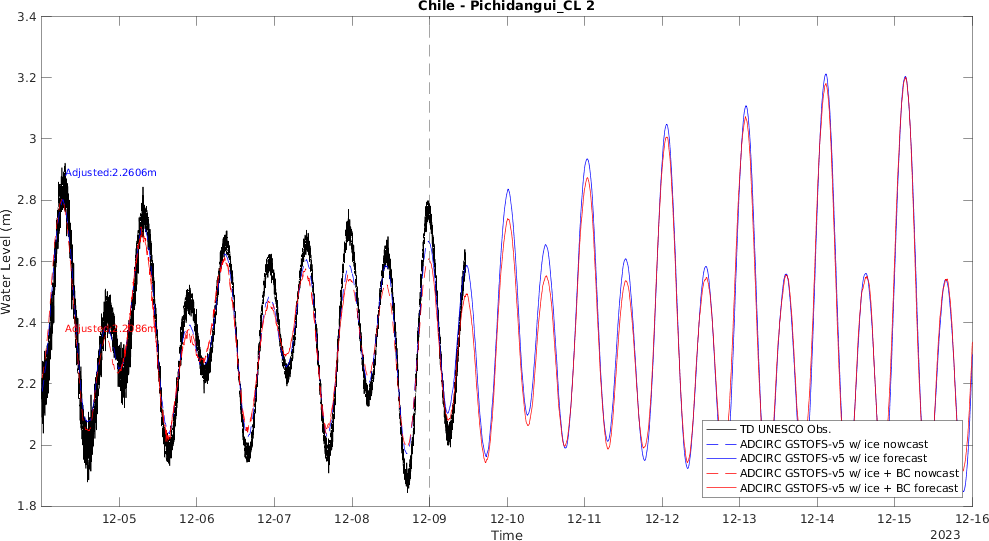 Chile - Pichidangui_CL 2
3.4
3.2
3
2.8
2.6
2.4
2.2
2
1.8
Water Level (m)
Adjusted:2.2606m
12-05
12-06
12-07
12-08
12-09
12-10
12-11
12-12
12-13
12-14
12-15
12-16
Time
2023
TD UNESCO Obs.
ADCIRC GSTOFS-v5 w/ ice nowcast
ADCIRC GSTOFS-v5 w/ ice forecast
ADCIRC GSTOFS-v5 w/ ice + BC nowcast
ADCIRC GSTOFS-v5 w/ ice + BC forecast